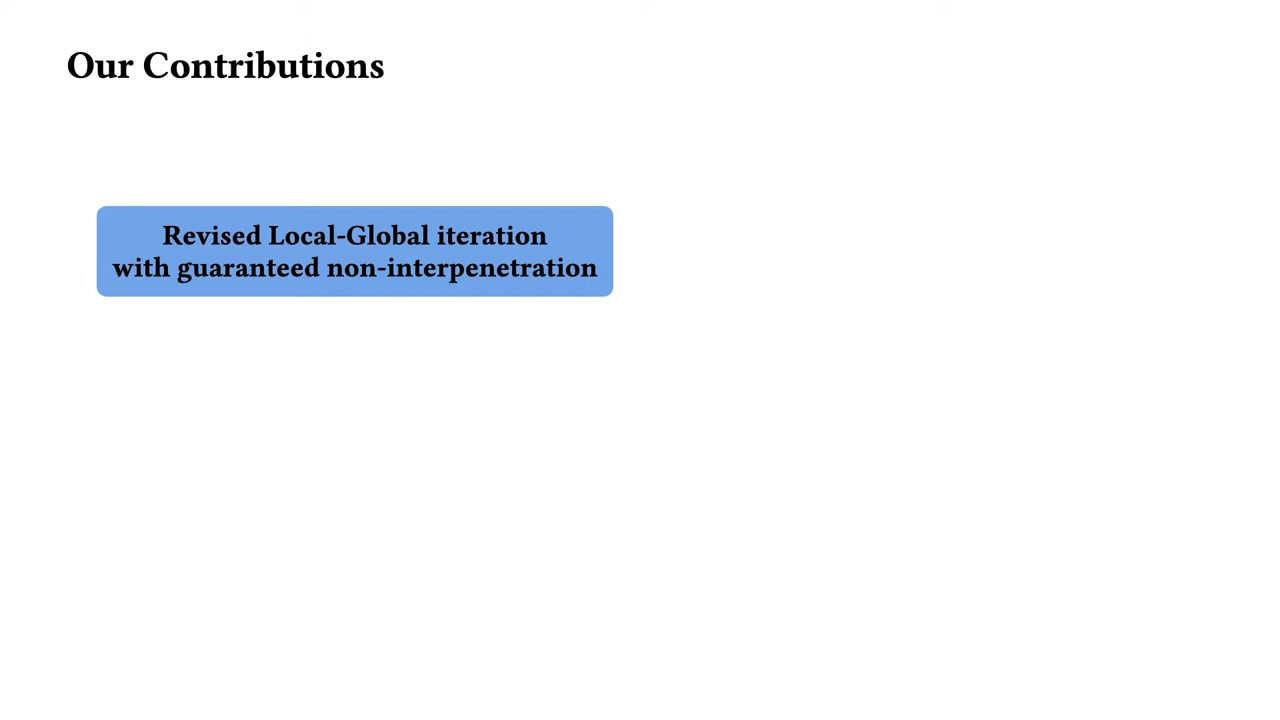 Our Contributions
Revised Local-Global iteration
with guaranteed non-interpenetration